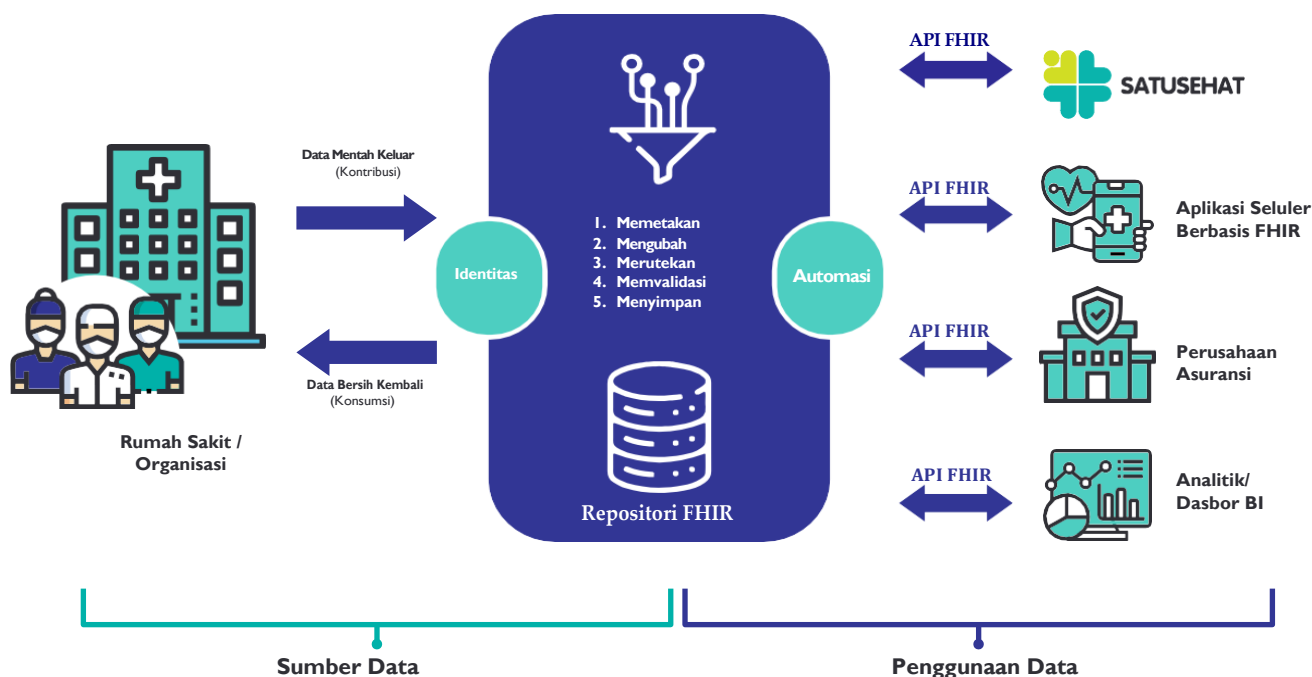 Data Mentah Keluar
(Kontribusi)
Data Bersih Kembali
(Konsumsi)
Rumah Sakit /
Organisasi
Identitas
1. Memetakan
2. Mengubah
3. Merutekan
4. Memvalidasi
5. Menyimpan
Repositori FHIR
Automasi
API FHIR
SATUSEHAT
API FHIR
Aplikasi Seluler
Berbasis FHIR
API FHIR
Perusahaan
Asuransi
API FHIR
Analitik/
Dasbor BI
Sumber Data
Penggunaan Data